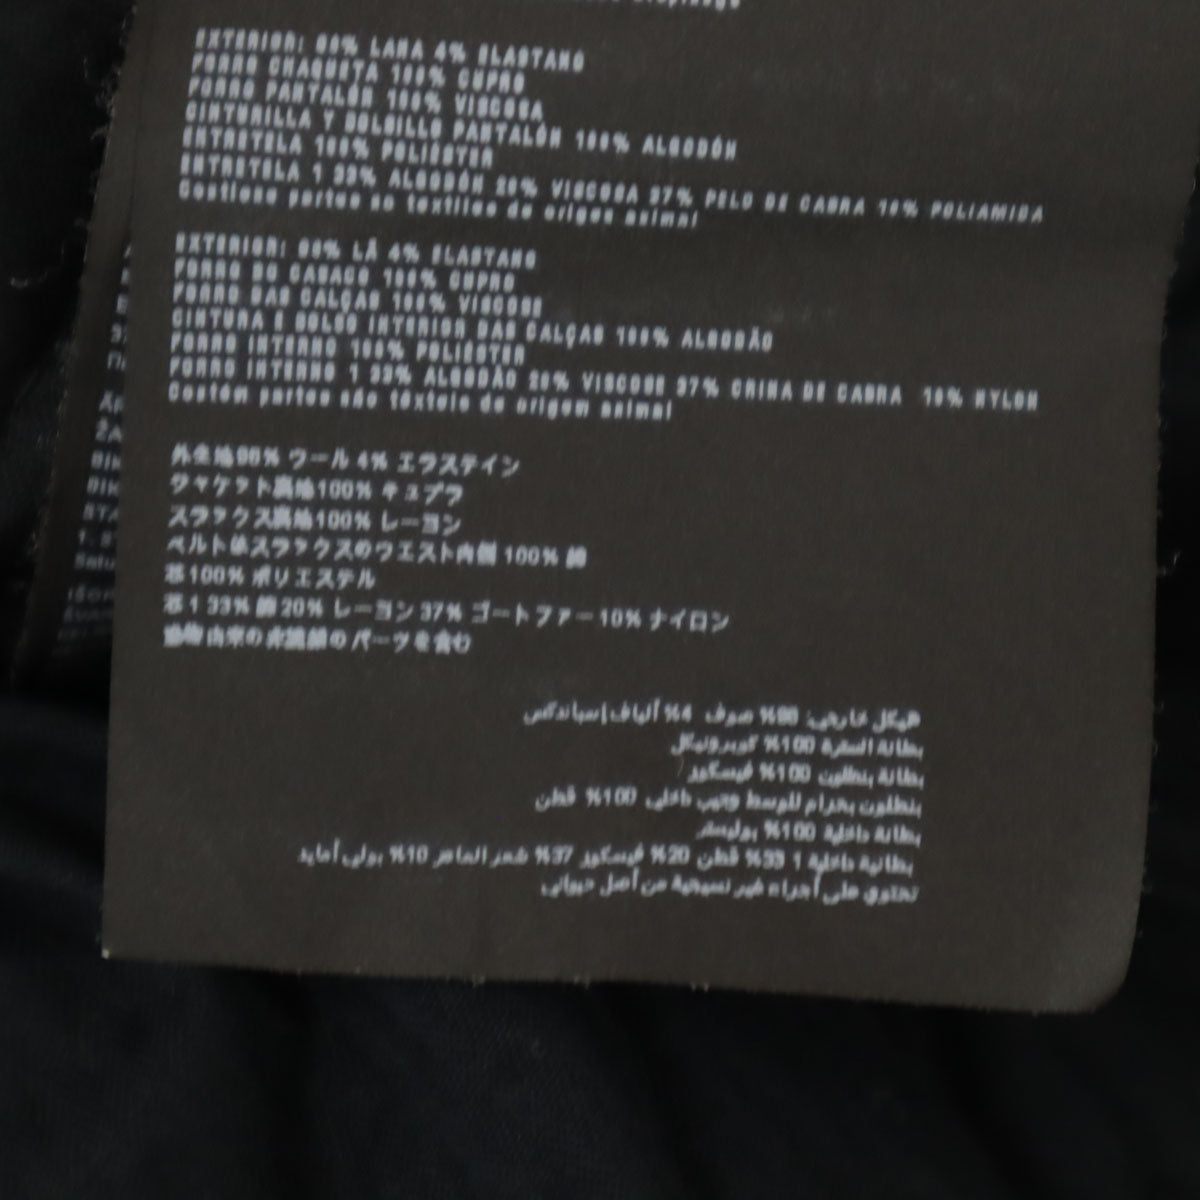 EXTERIOR: 96% LANA 4% ELASTANO
FORRO CHAQUETA 100% CUPRO
FORRO PANTALÓN 100% VISCOSA
CINTURILLA Y BOLSILLO PANTALÓN 100% ALGODÓN
ENTRETELA 100% POLIÉSTER
ENTRETELA 1 33% ALGODÓN 20% VISCOSA 37% PELO DE CABRA 10% POLIAMIDA
Contiene partes no textiles de origen animal
EXTERIOR: 96% LÃ 4% ELASTANO
FORRO DO CASACO 100% CUPRO
FORRO DAS CALÇAS 100% VISCOSE
CINTURA E BOLSO INTERIOR DAS CALÇAS 100% ALGODÃO
FORRO INTERNO 100% POLIÉSTER
FORRO INTERNO 1 33% ALGODÃO 20% VISCOSE 37% CRINA DE CABRA 10% NYLON
Contém partes não têxteis de origem animal
外生地96% ウール 4% エラステイン
ジャケット裏地100% キュプラ
スラックス裏地100% レーヨン
ベルト&スラックスのウエスト内側 100% 綿
芯100% ポリエステル
芯1 33% 綿 20% レーヨン 37% ゴートファー 10% ナイロン
動物由来の非繊維のパーツを含む
هيكل خارجي: 96% صوف 4% ألياف إسباندكس
بطانة السترة 100% كوبرونيكل
بطانة بنطلون 100% فيسكوز
بنطلون بحزام للوسط وجيب داخلي 100% قطن
بطانة داخلية 100% بوليستر
بطانية داخلية 1 33% قطن 20% فيسكوز 37% شعر الماعز 10% بولي أمايد
تحتوي على أجزاء غير نسيجية من أصل حيواني